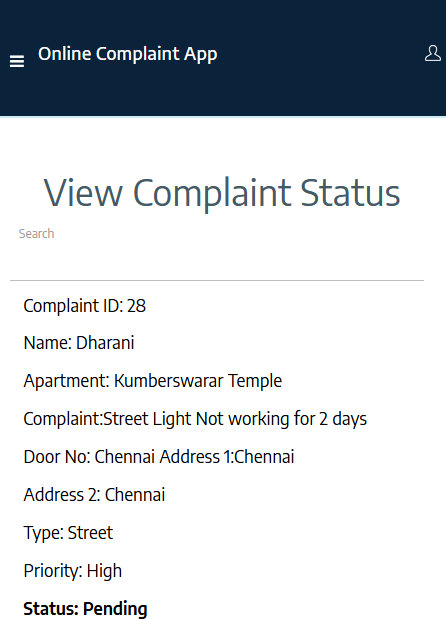 Online Complaint App
View Complaint Status
Search
Complaint ID: 28
Name: Dharani
Apartment: Kumberswarar Temple
Complaint:Street Light Not working for 2 days
Door No: Chennai Address 1:Chennai
Address 2: Chennai
Type: Street
Priority: High
Status: Pending